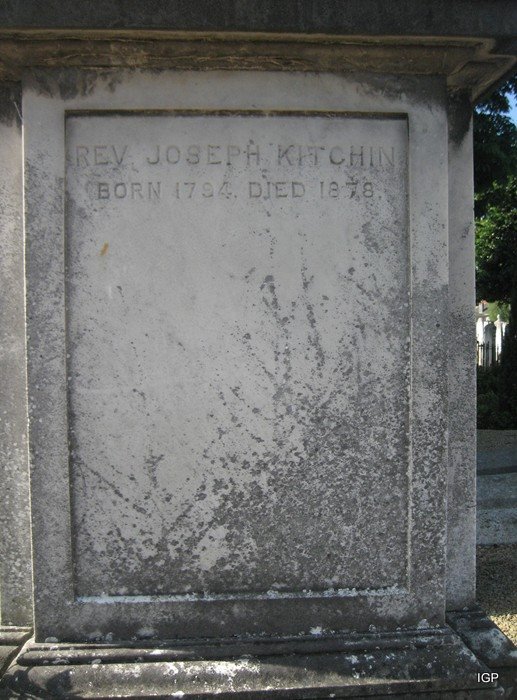 REV. JOSEPH KITCHIN
BORN 1794. DIED 1878.
IGP